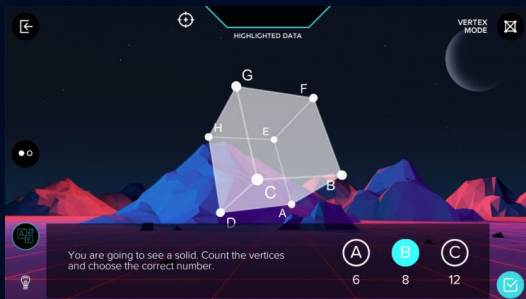 HIGHLIGHTED DATA
VERTEX
MODE
G
F
H
E
C
B
D
A
You are going to see a solid. Count the vertices
and choose the correct number.
A
B
C
6
8
12